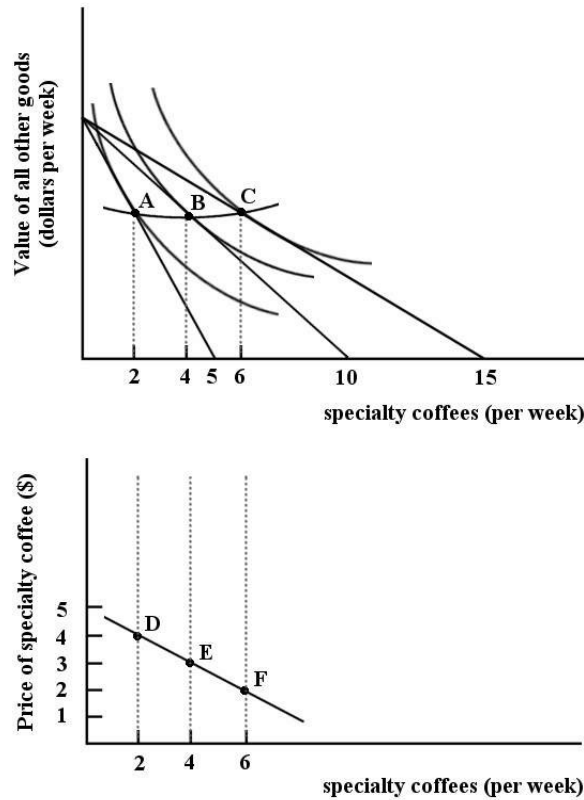 Value of all other goods
(dollars per week)
A
B
C
2
4
5
6
10
15
specialty coffees (per week)
Price of specialty coffee ($)
5
4
3
2
1
D
E
F
2
4
6
specialty coffees (per week)